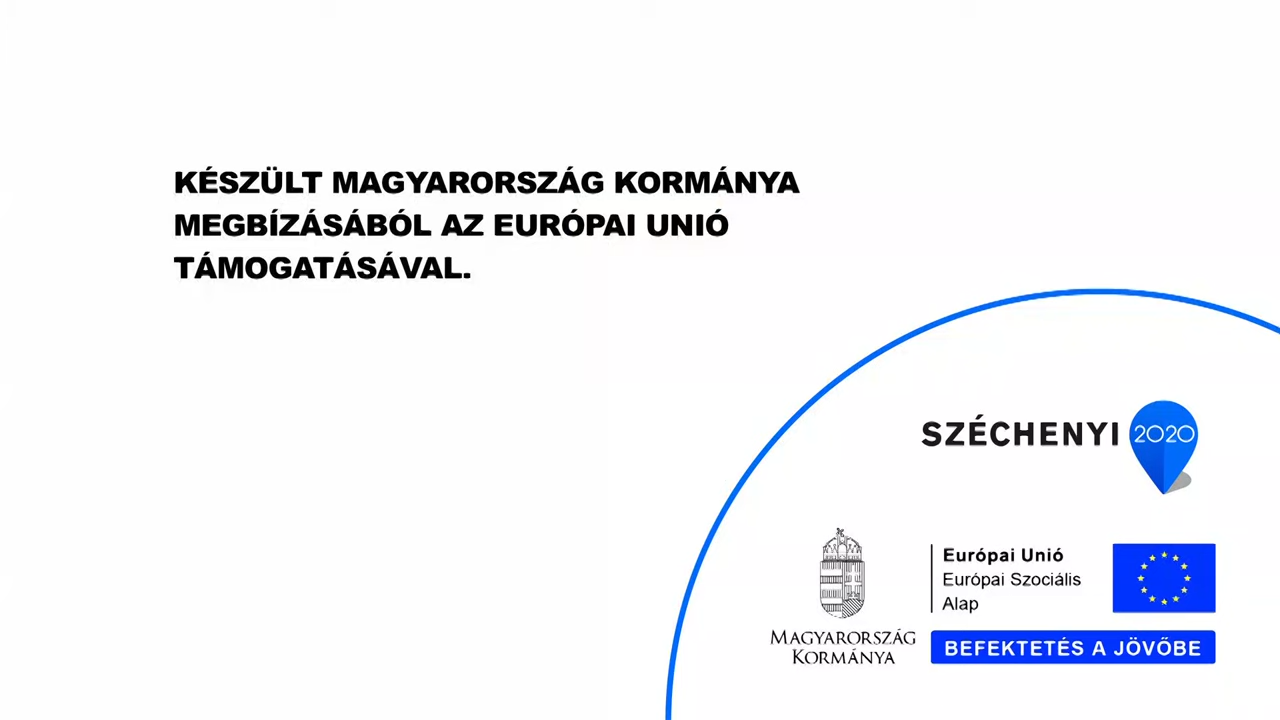 KÉSZÜLT MAGYARORSZÁG KORMÁNYA
MEGBÍZÁSÁBÓL AZ EURÓPAI UNIÓ
TÁMOGATÁSÁVAL.
SZÉCHENYI 2020
Európai Unió
Európai Szociális
Alap
MAGYARORSZÁG
KORMÁNYA
BEFEKTETÉS A JÖVŐBE